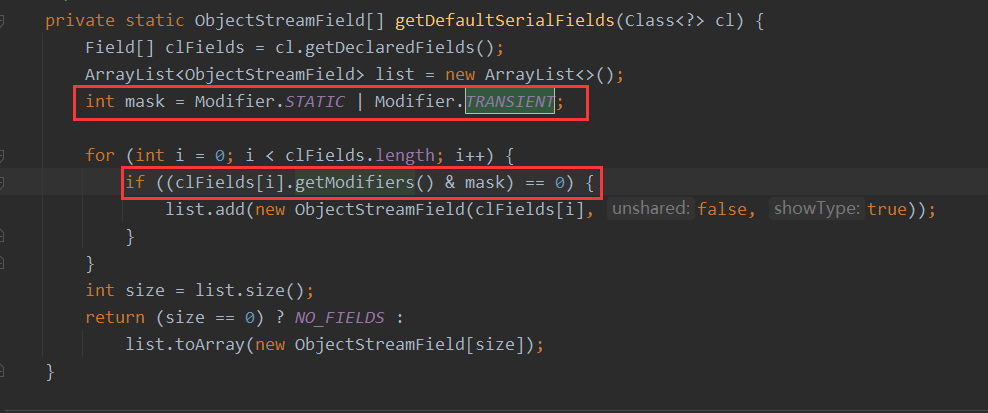 private static ObjectStreamField[] getDefaultSerialFields(Class<?> cl) {
Field[] clFields = cl.getDeclaredFields();
ArrayList<ObjectStreamField> list = new ArrayList<>();
int mask = Modifier.STATIC | Modifier.TRANSIENT;
for (int i = 0; i < clFields.length; i++) {
if ((clFields[i].getModifiers() & mask) == 0) {
list.add(new ObjectStreamField(clFields[i], unshared: false, showType: true));
}
}
int size = list.size();
return (size == 0) ? NO_FIELDS :
list.toArray(new ObjectStreamField[size]);
}